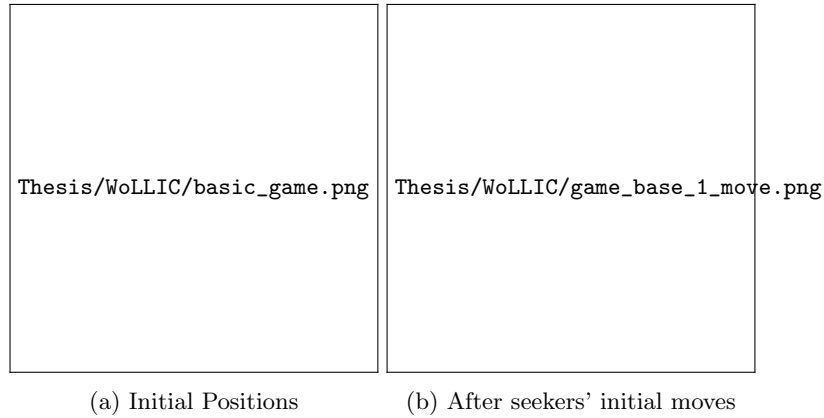 Thesis/WoLLIC/basic_game.png
Thesis/WoLLIC/game_base_1_move.png
(a) Initial Positions
(b) After seekers' initial moves